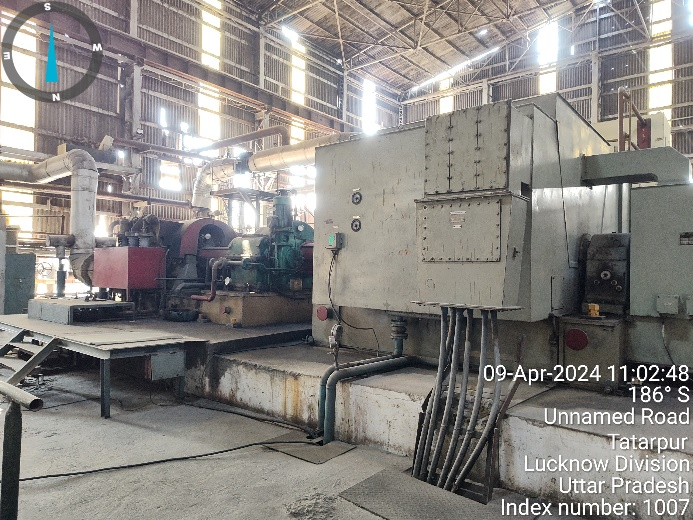 S
W
E
N
09-Apr-2024 11:02:48
186° S
Unnamed Road
Tatarpur
Lucknow Division
Uttar Pradesh
Index number: 1007